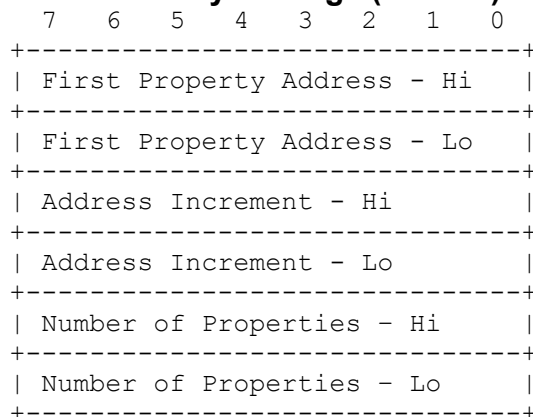 7 6 5 4 3 2 1 0
+-------------------------------+
| First Property Address - Hi |
+-------------------------------+
| First Property Address - Lo |
+-------------------------------+
| Address Increment - Hi |
+-------------------------------+
| Address Increment - Lo |
+-------------------------------+
| Number of Properties – Hi |
+-------------------------------+
| Number of Properties – Lo |
+-------------------------------+